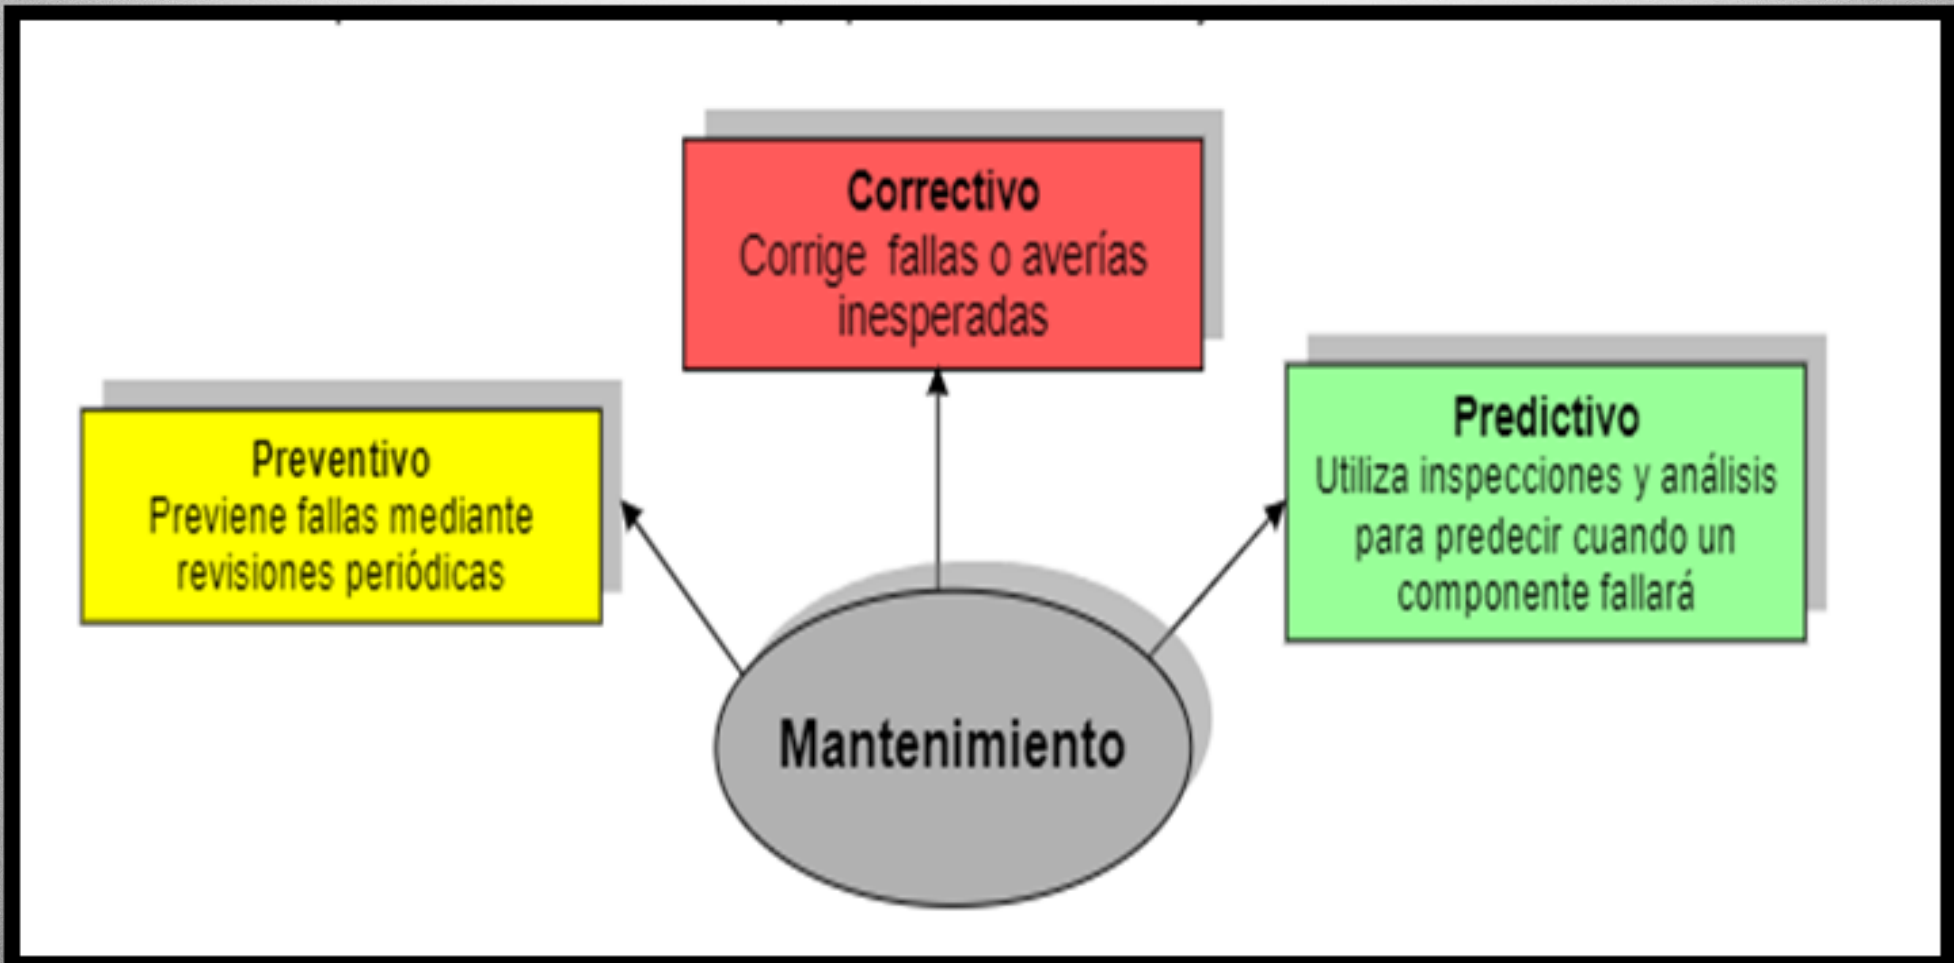 Correctivo
Corrige fallas o averías
inesperadas
Preventivo
Previene fallas mediante
revisiones periódicas
Predictivo
Utiliza inspecciones y análisis
para predecir cuando un
componente fallará
Mantenimiento